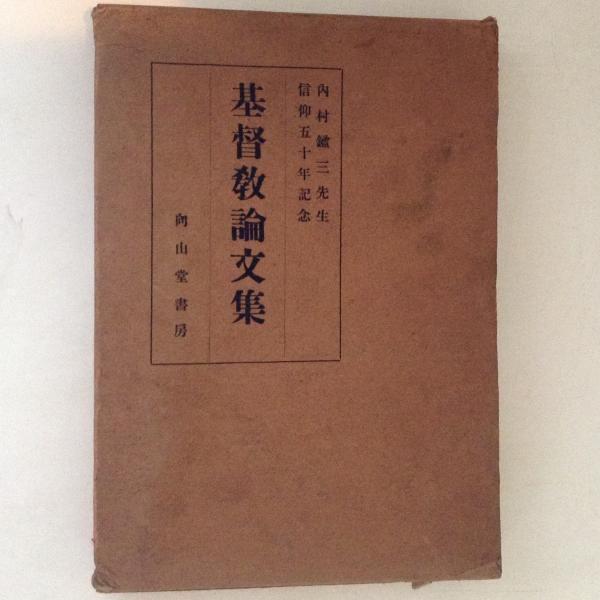 內村鑑三先生
信仰五十年記念
基督敎論文集
向山堂書房